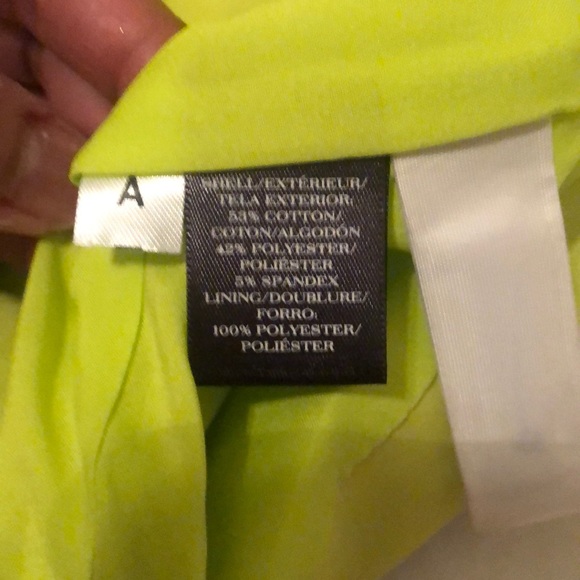 A
SHELL/EXTÉRIEUR/
TELA EXTERIOR:
53% COTTON/
COTON/ALGODÓN
42% POLYESTER/
POLIÉSTER
5% SPANDEX
LINING/DOUBLURE/
FORRO:
100% POLYESTER/
POLIÉSTER